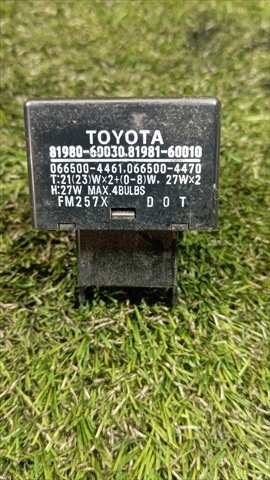 TOYOTA
81980-60030.81981-60010
066500-4461.066500-4470
T:21(23)W×2+(0-8)W, 27W×2
H:27W MAX.4BULBS
FM257X DOT